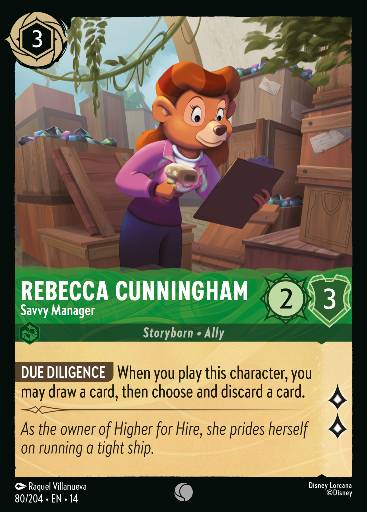 3
REBECCA CUNNINGHAM
Savvy Manager
2
3
Storyborn • Ally
DUE DILIGENCE When you play this character, you
may draw a card, then choose and discard a card.
As the owner of Higher for Hire, she prides herself
on running a tight ship.
Raquel Villanueva
80/204 • EN • 14
Disney Lorcana
©Disney